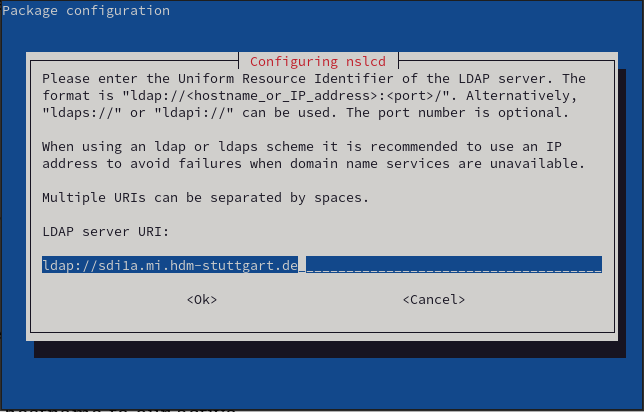 Package configuration
Configuring nslcd
Please enter the Uniform Resource Identifier of the LDAP server. The
format is "ldap://<hostname_or_IP_address>:<port>/". Alternatively,
"ldaps://" or "ldapi://" can be used. The port number is optional.
When using an ldap or ldaps scheme it is recommended to use an IP
address to avoid failures when domain name services are unavailable.
Multiple URIs can be separated by spaces.
LDAP server URI:
ldap://sdi1a.mi.hdm-stuttgart.de
<Ok>
<Cancel>